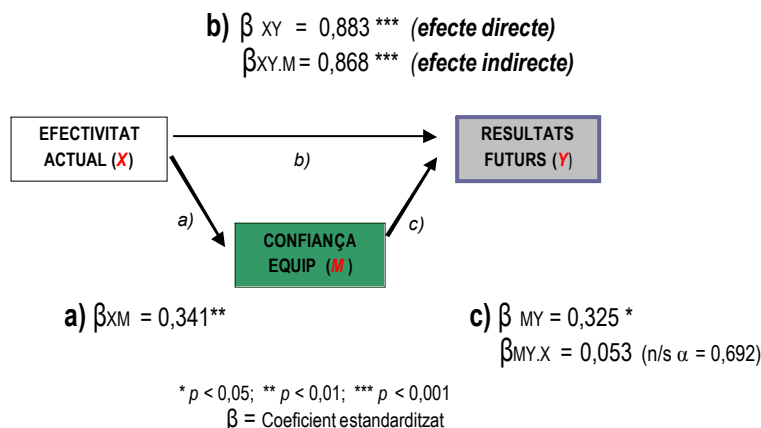 b) β XY = 0,883 *** (efecte directe)
βXY.M = 0,868 *** (efecte indirecte)
EFECTIVITAT
ACTUAL (X)
RESULTATS
FUTURS (Y)
b)
a)
c)
CONFIANÇA
EQUIP (M )
a) βXM = 0,341**
c) β MY = 0,325 *
βMY.X = 0,053 (n/s α = 0,692)
* p < 0,05; ** p < 0,01; *** p < 0,001
β = Coeficient estandarditzat